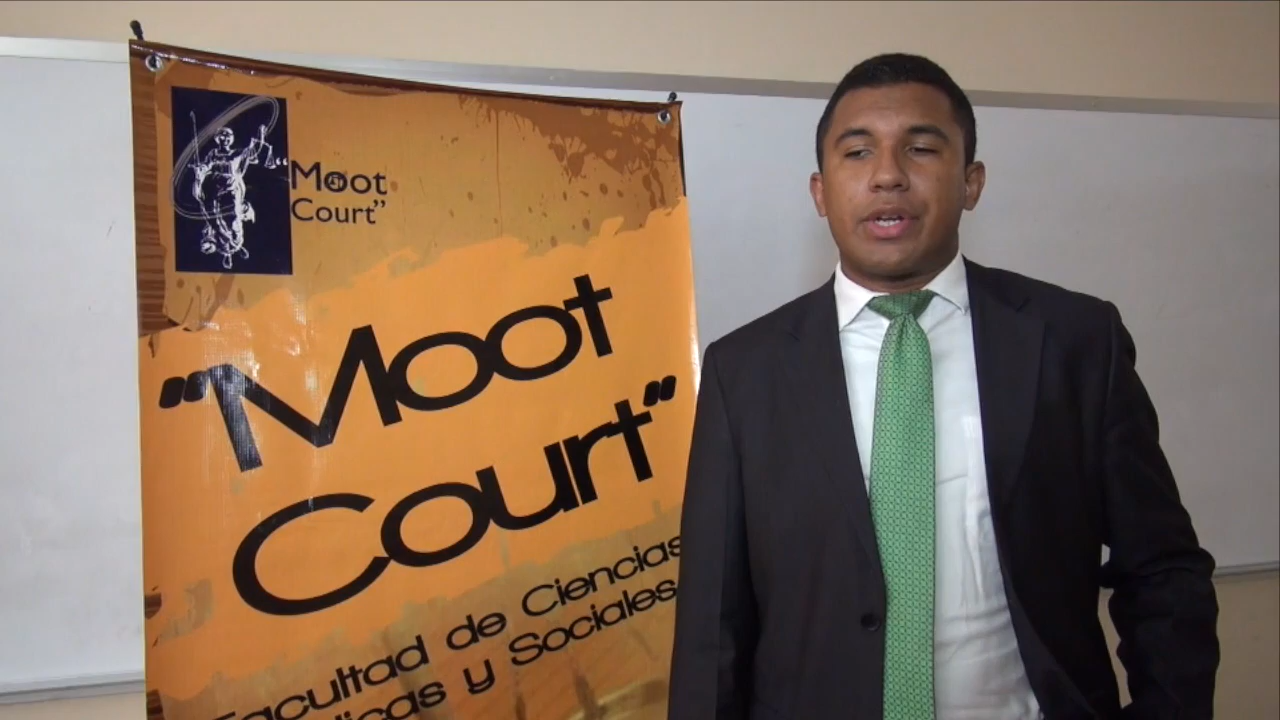 "Moot
Court"
"Moot
Court"
Facultad de Ciencias
y Sociales